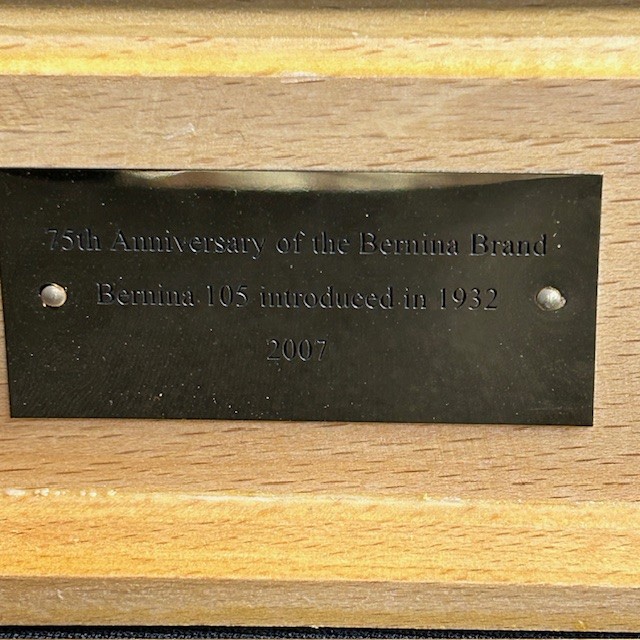 75th Anniversary of the Bernina Brand
Bernina 105 introduced in 1932
2007